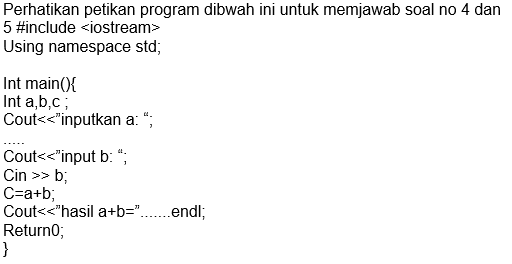 Perhatikan petikan program dibwah ini untuk memjawab soal no 4 dan
5 #include <iostream>
Using namespace std;
Int main(){
Int a,b,c ;
Cout<<”inputkan a: “;
.....
Cout<<”input b: “;
Cin >> b;
C=a+b;
Cout<<”hasil a+b=”.......endl;
Return0;
}